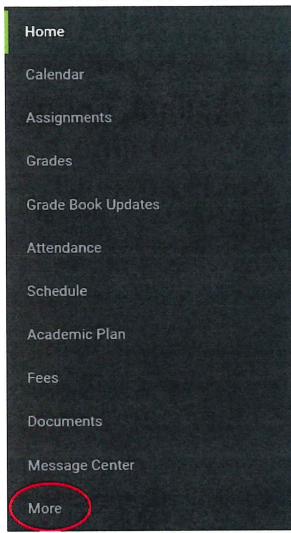 Home
Calendar
Assignments
Grades
Grade Book Updates
Attendance
Schedule
Academic Plan
Fees
Documents
Message Center
More